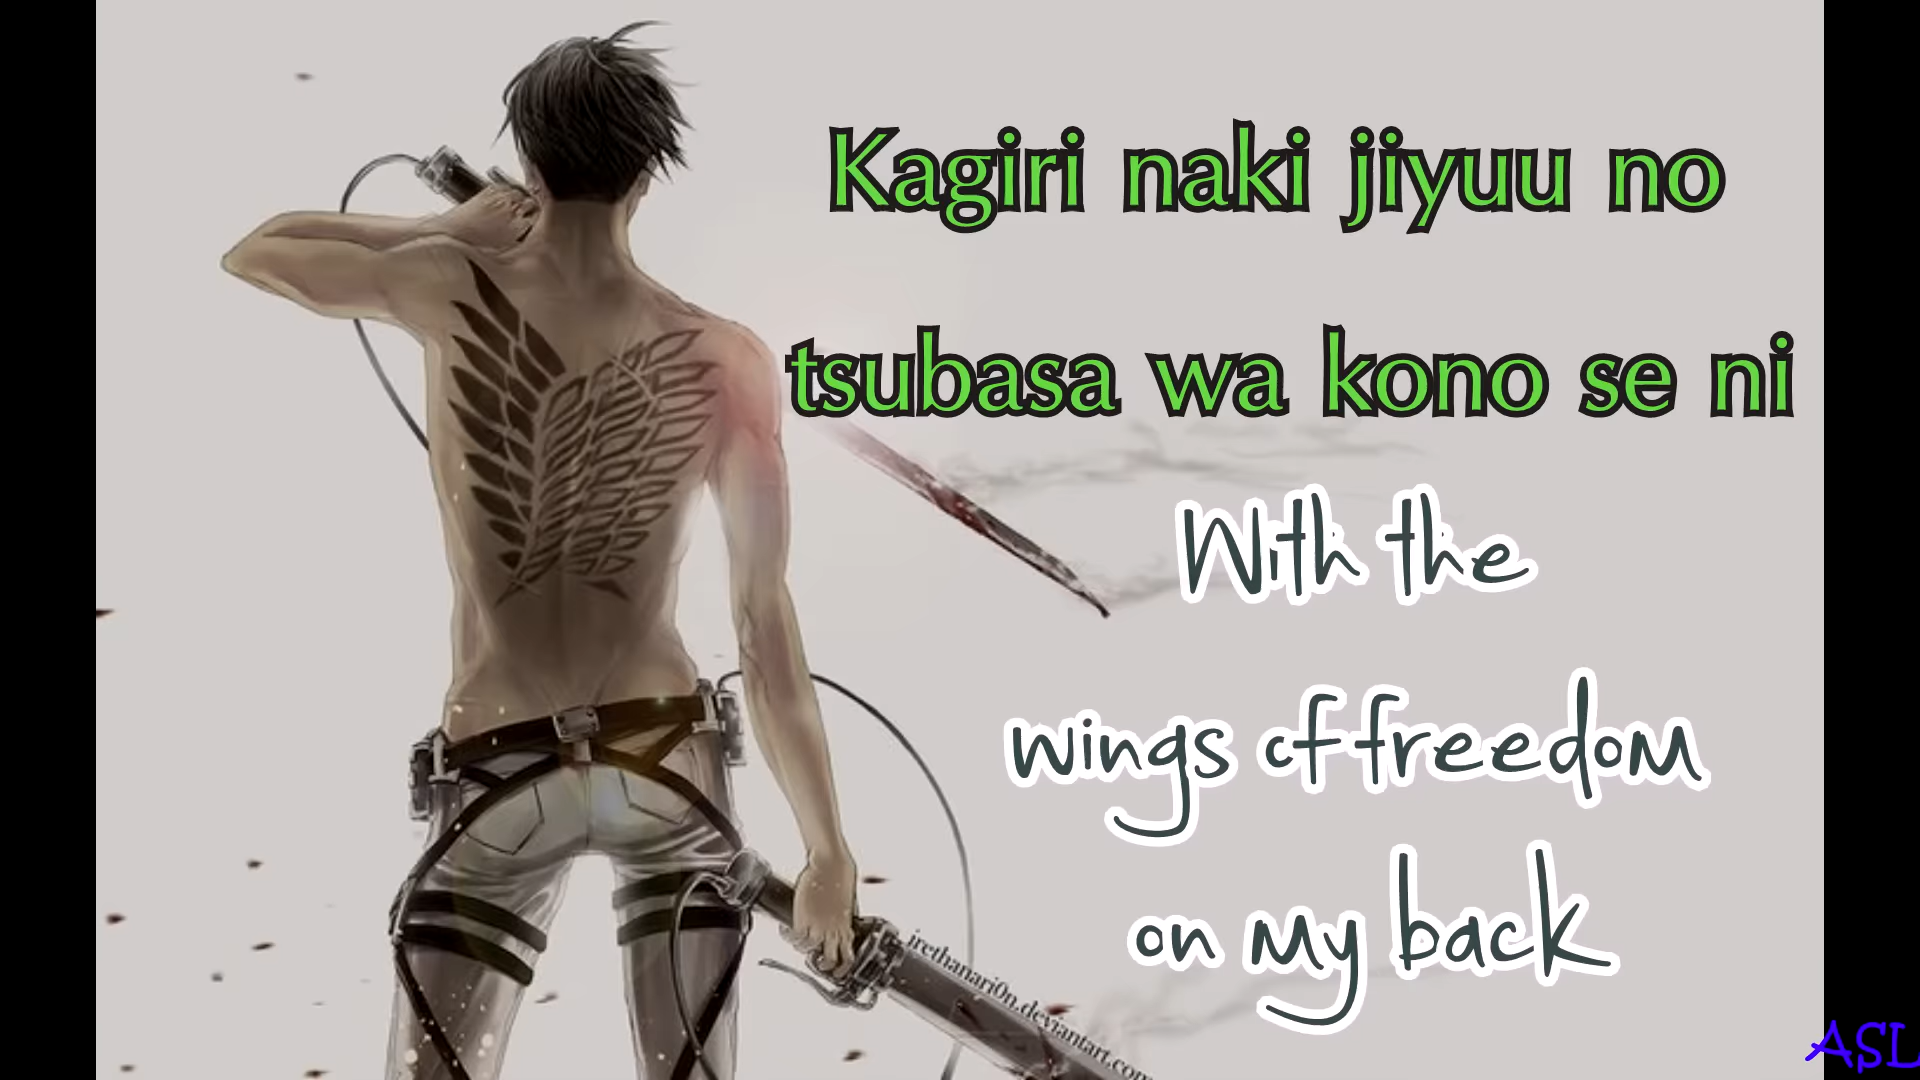 Kagiri naki jiyuu no
tsubasa wa kono se ni
With the
wings of freedom
on my back
irethanari0n.deviantart.com
ASL